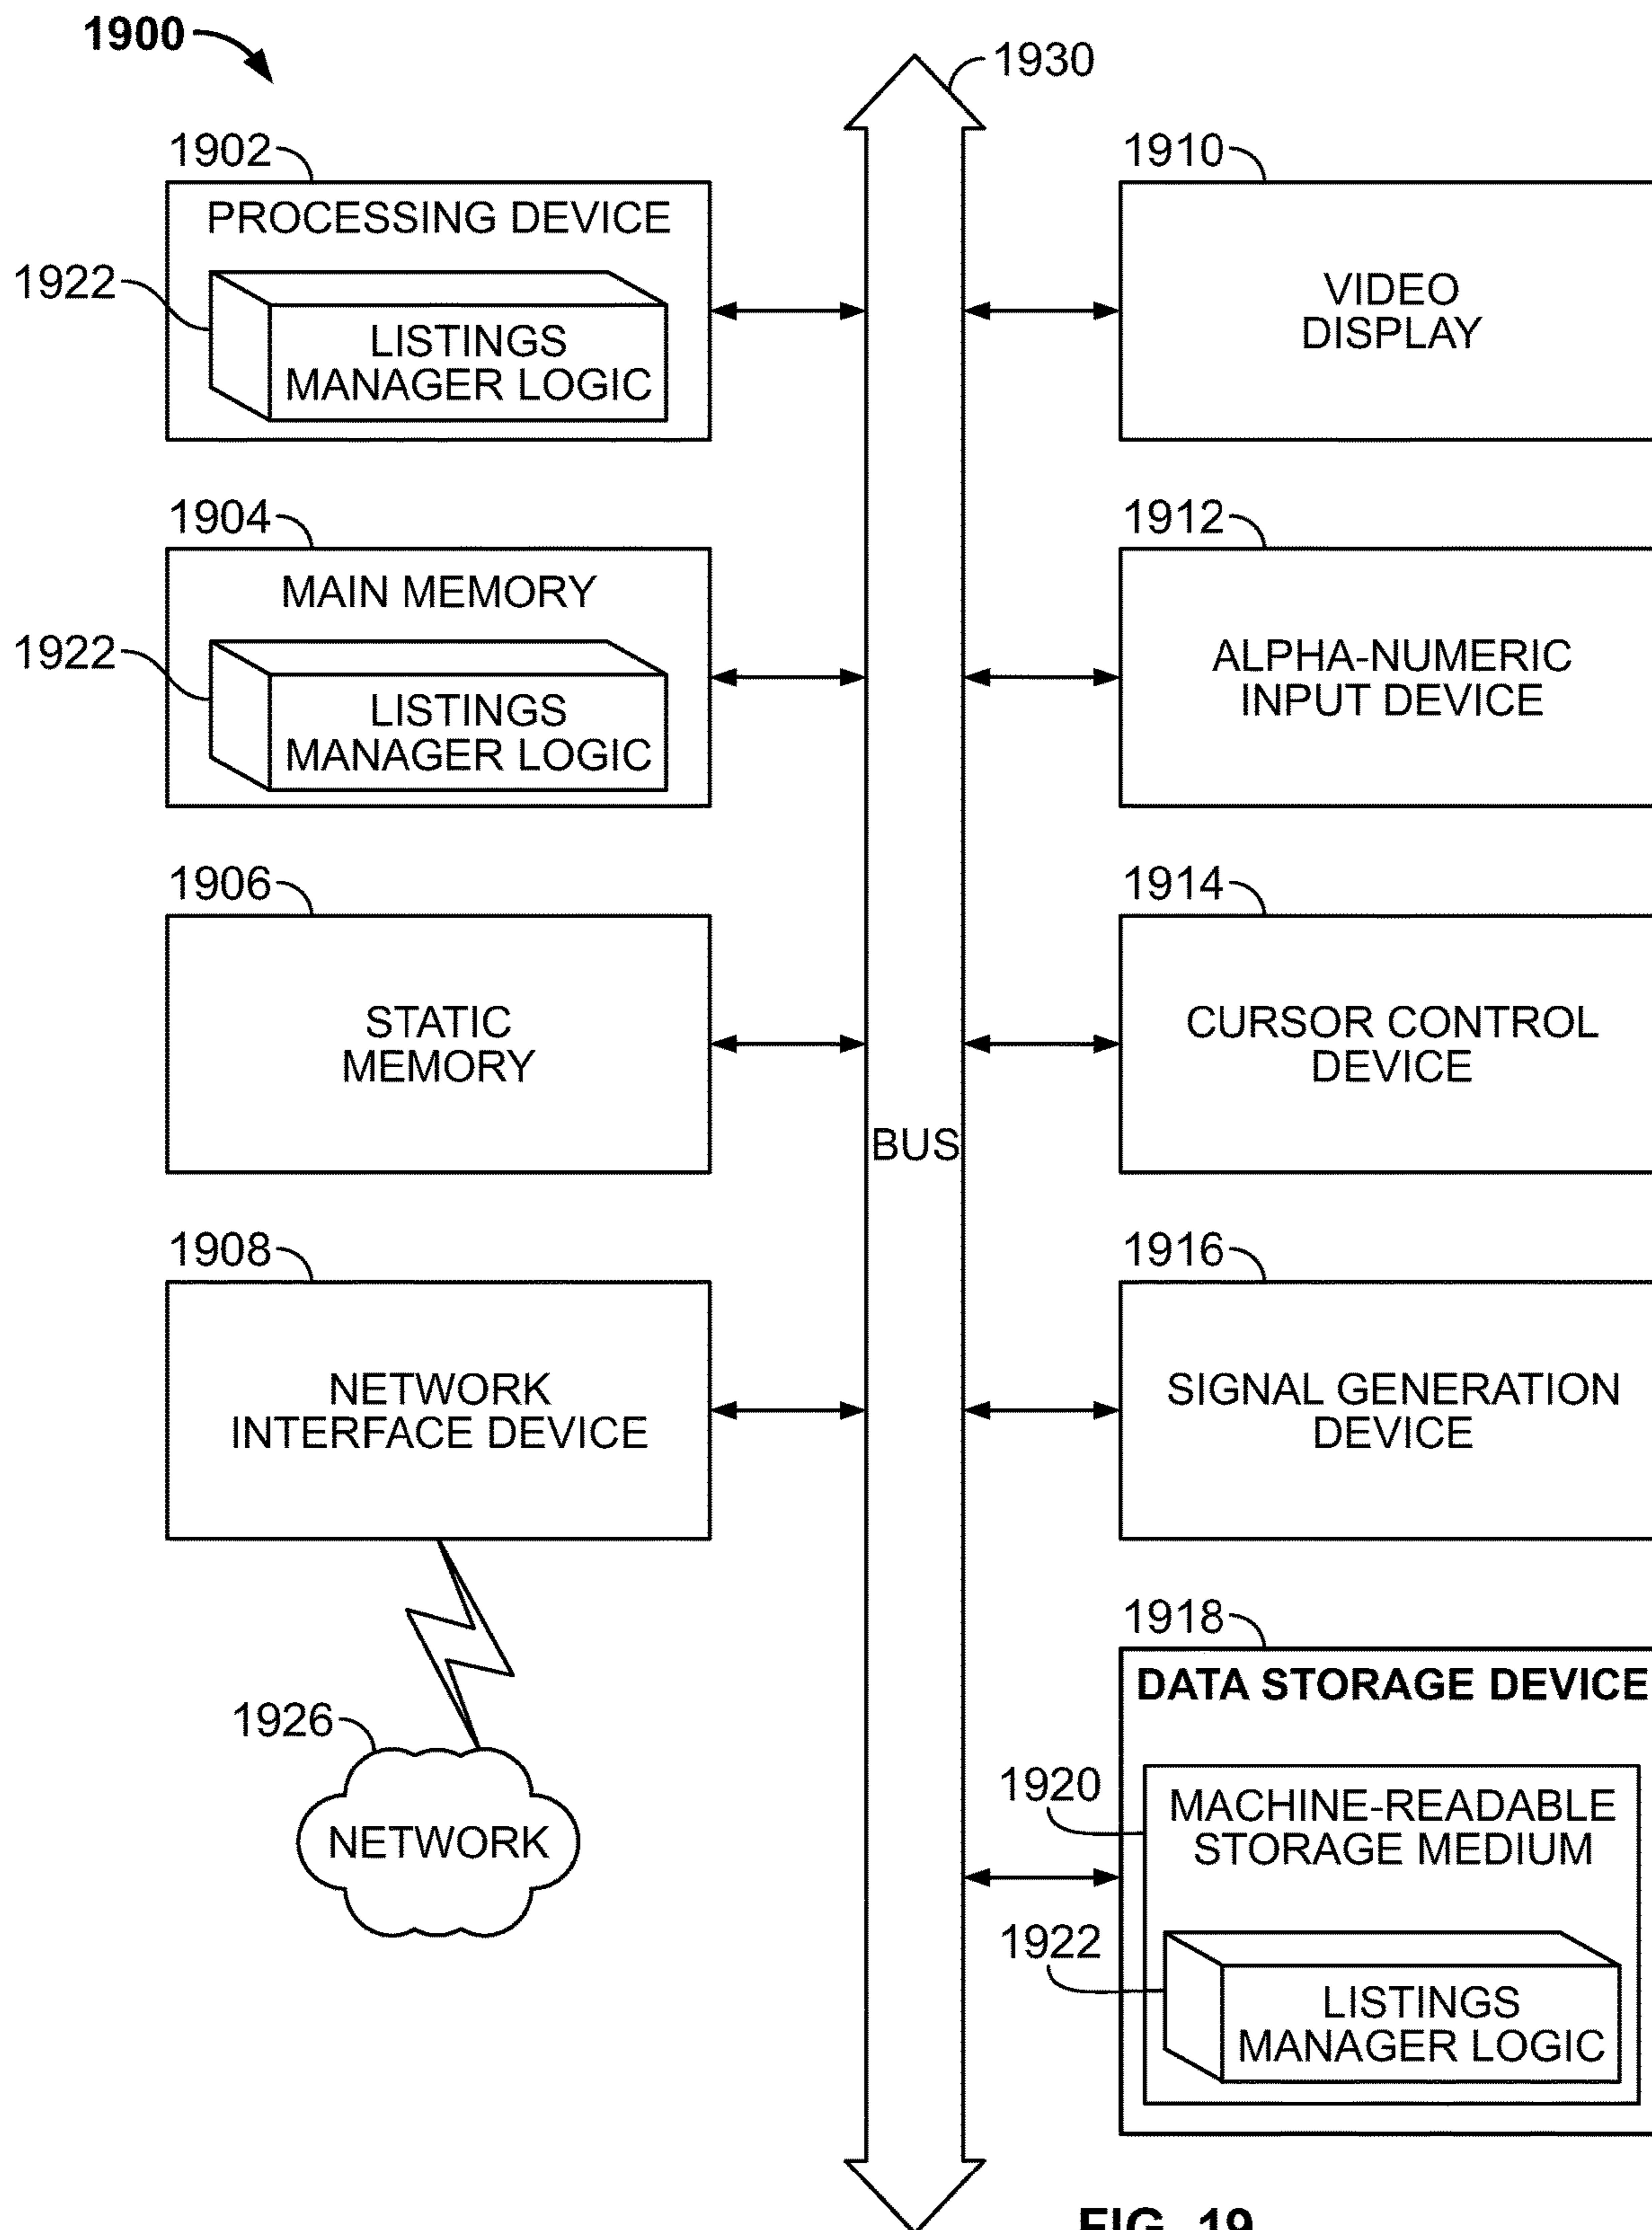 1900
1930
1902
PROCESSING DEVICE
1922
LISTINGS
MANAGER LOGIC
1910
VIDEO
DISPLAY
1904
MAIN MEMORY
1922
LISTINGS
MANAGER LOGIC
1912
ALPHA-NUMERIC
INPUT DEVICE
1906
STATIC
MEMORY
1914
CURSOR CONTROL
DEVICE
BUS
1908
NETWORK
INTERFACE DEVICE
1916
SIGNAL GENERATION
DEVICE
1926
NETWORK
1918
DATA STORAGE DEVICE
1920
MACHINE-READABLE
STORAGE MEDIUM
1922
LISTINGS
MANAGER LOGIC
FIG. 19